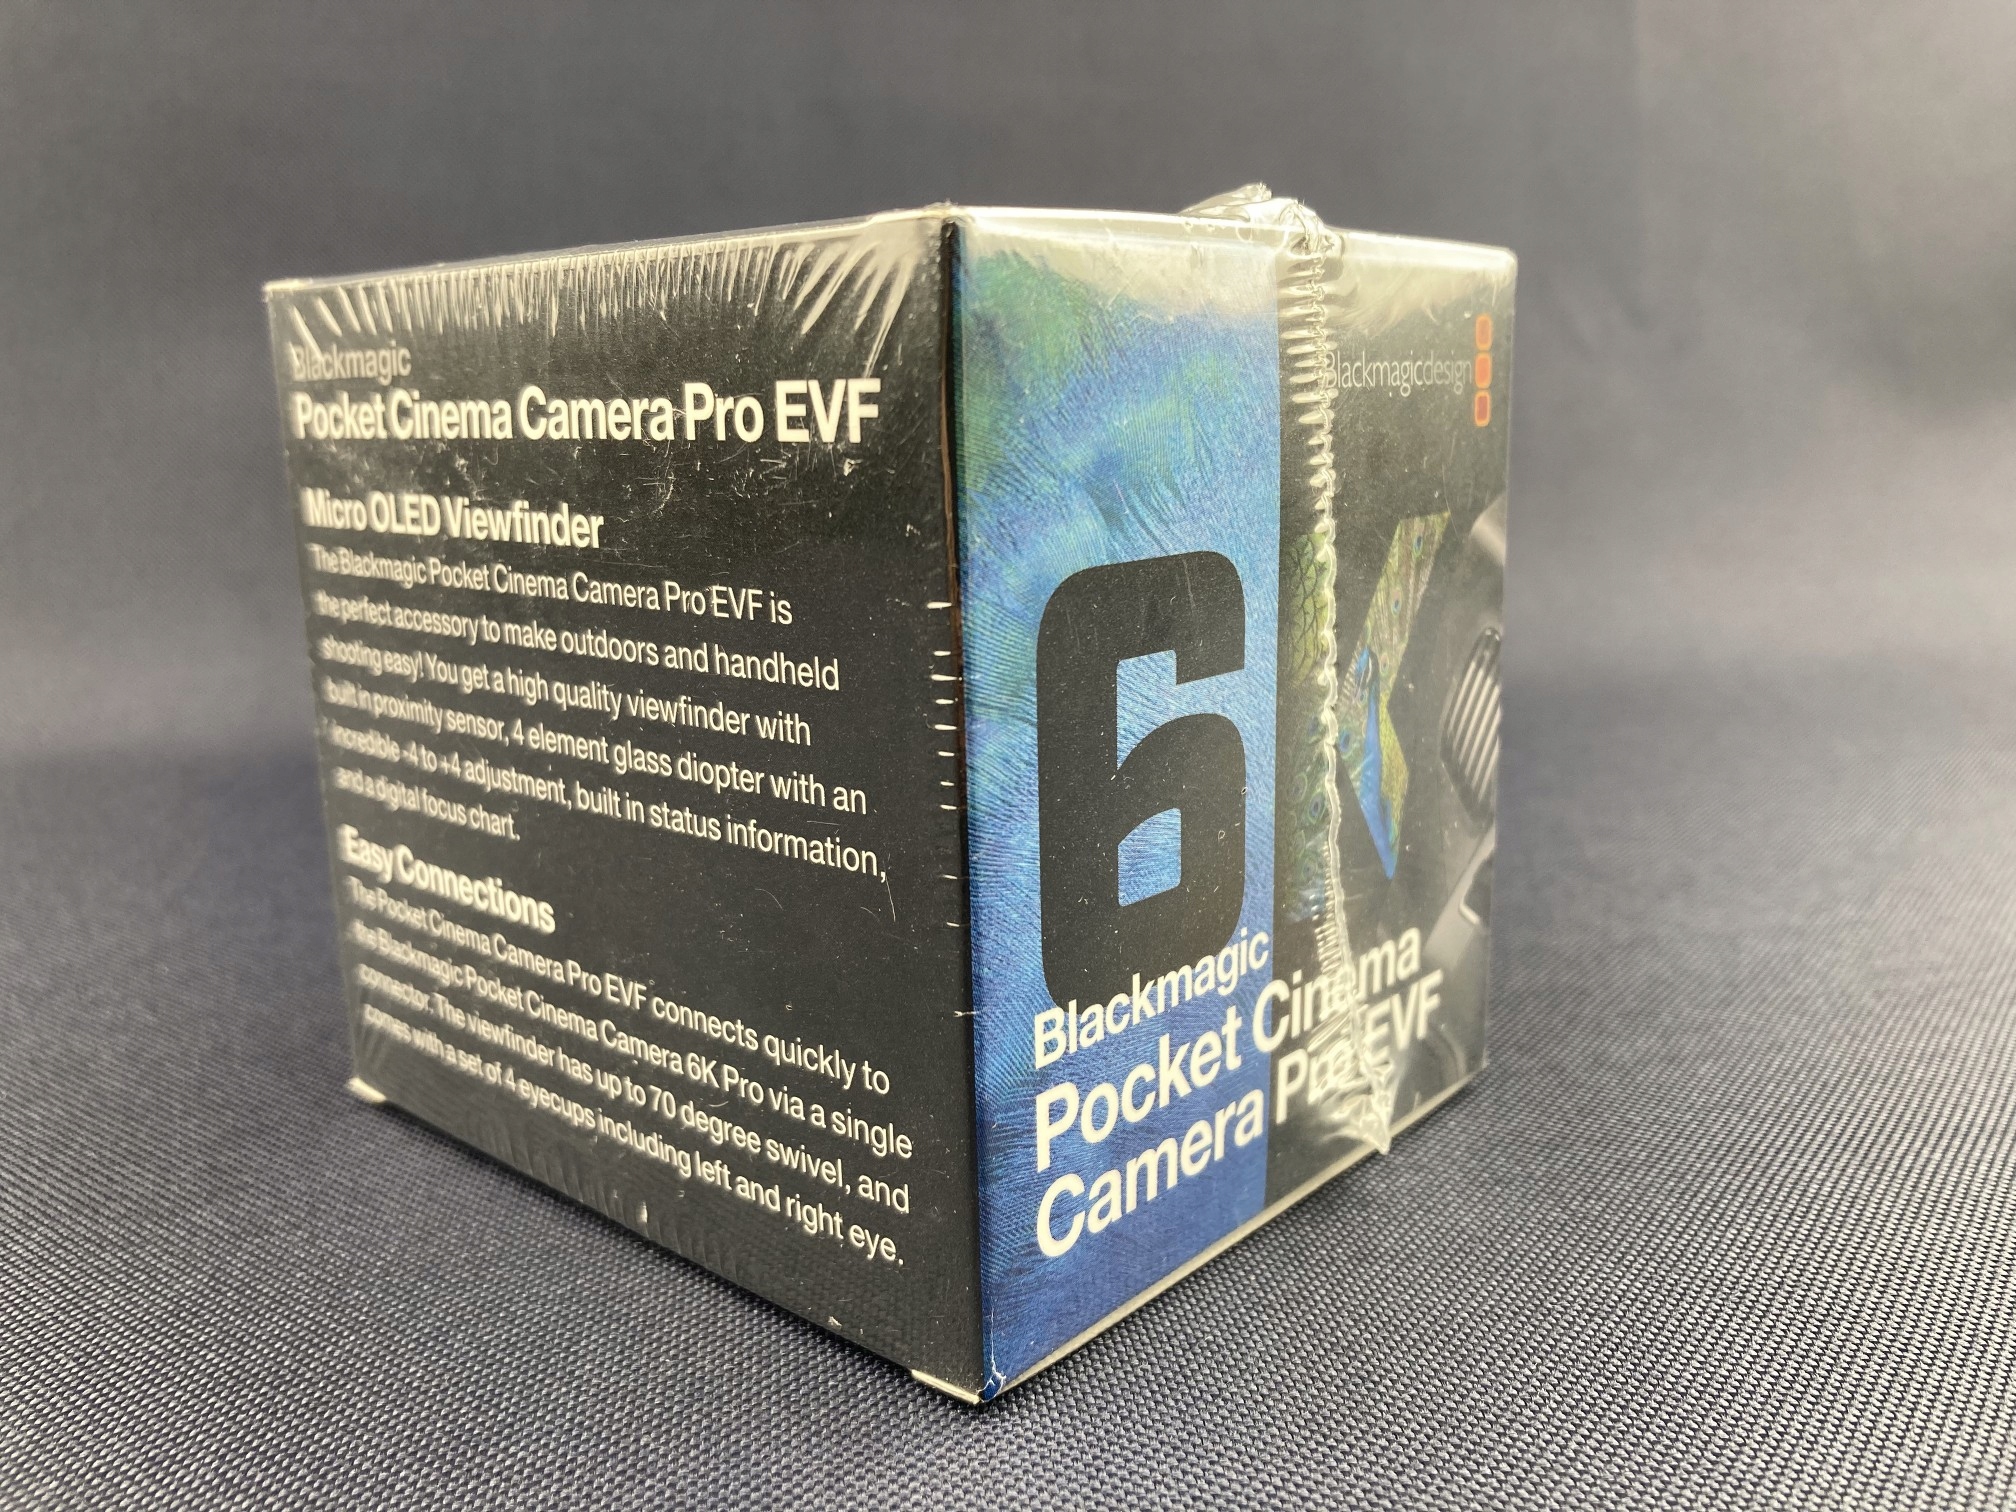 Blackmagic
Pocket Cinema Camera Pro EVF
Micro OLED Viewfinder
The Blackmagic Pocket Cinema Camera Pro EVF is
the perfect accessory to make outdoors and handheld
shooting easy! You get a high quality viewfinder with
built in proximity sensor, 4 element glass diopter with an
incredible -4 to +4 adjustment, built in status information,
and a digital focus chart.
Easy Connections
The Pocket Cinema Camera Pro EVF connects quickly to
the Blackmagic Pocket Cinema Camera 6K Pro via a single
connector. The viewfinder has up to 70 degree swivel, and
comes with a set of 4 eyecups including left and right eye.
Blackmagicdesign
6K
Blackmagic
Pocket Cinema
Camera Pro EVF